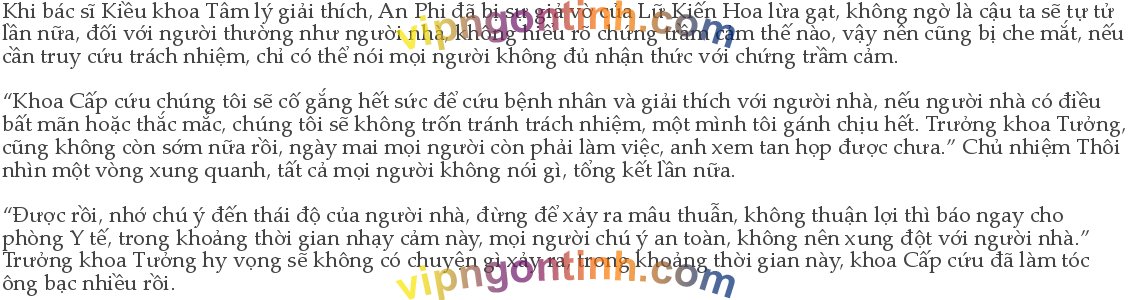 Khi bác sĩ Kiều khoa Tâm lý giải thích, An Phi đã bị sự giả vờ của Lữ Kiến Hoa lừa gạt, không ngờ là cậu ta sẽ tự tử
lần nữa, đối với người thường như người nhà, không hiểu rõ chứng trầm cảm thế nào, vậy nên cũng bị che mắt, nếu
cần truy cứu trách nhiệm, chỉ có thể nói mọi người không đủ nhận thức với chứng trầm cảm.
“Khoa Cấp cứu chúng tôi sẽ cố gắng hết sức để cứu bệnh nhân và giải thích với người nhà, nếu người nhà có điều
bất mãn hoặc thắc mắc, chúng tôi sẽ không trốn tránh trách nhiệm, một mình tôi gánh chịu hết. Trưởng khoa Tưởng,
cũng không còn sớm nữa rồi, ngày mai mọi người còn phải làm việc, anh xem tan họp được chưa.” Chủ nhiệm Thôi
nhìn một vòng xung quanh, tất cả mọi người không nói gì, tổng kết lần nữa.
“Được rồi, nhớ chú ý đến thái độ của người nhà, đừng để xảy ra mâu thuẫn, không thuận lợi thì báo ngay cho
phòng Y tế, trong khoảng thời gian nhạy cảm này, mọi người chú ý an toàn, không nên xung đột với người nhà.”
Trưởng khoa Tưởng hy vọng sẽ không có chuyện gì xảy ra, trong khoảng thời gian này, khoa Cấp cứu đã làm tóc
ông bạc nhiều rồi.
vipngontinh.com
vipngontinh.com